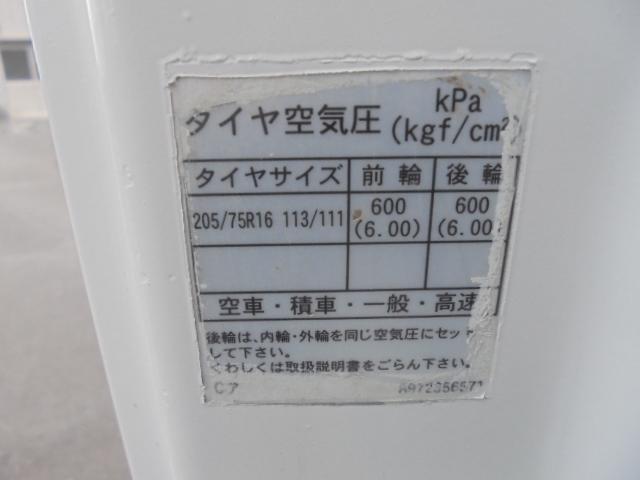 タイヤ空気圧 kPa (kgf/cm²)
タイヤサイズ 前輪 後輪
205/75R16 113/111 600 (6.00) 600 (6.00)
空車・積車・一般・高速
後輪は、内輪・外輪を同じ空気圧にセット
して下さい。
くわしくは取扱説明書をごらん下さい。